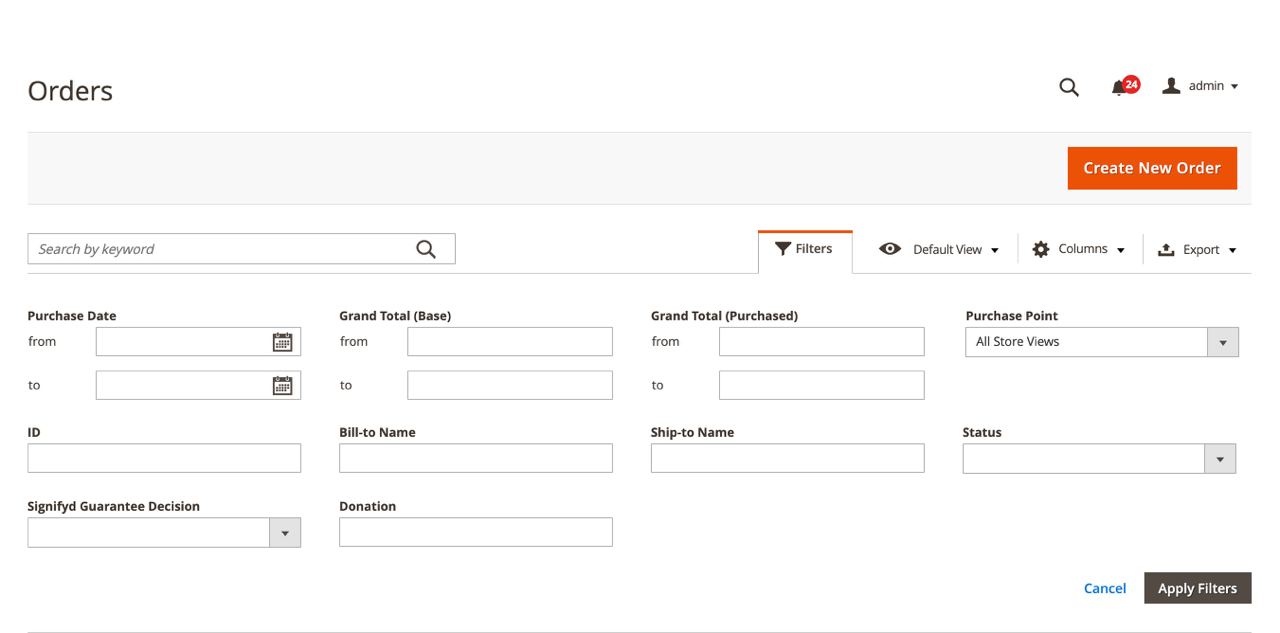 Orders
24
admin
Create New Order
Search by keyword
Filters
Default View
Columns
Export
Purchase Date
Grand Total (Base)
Grand Total (Purchased)
Purchase Point
from
from
from
All Store Views
to
to
to
ID
Bill-to Name
Ship-to Name
Status
Signifyd Guarantee Decision
Donation
Cancel
Apply Filters